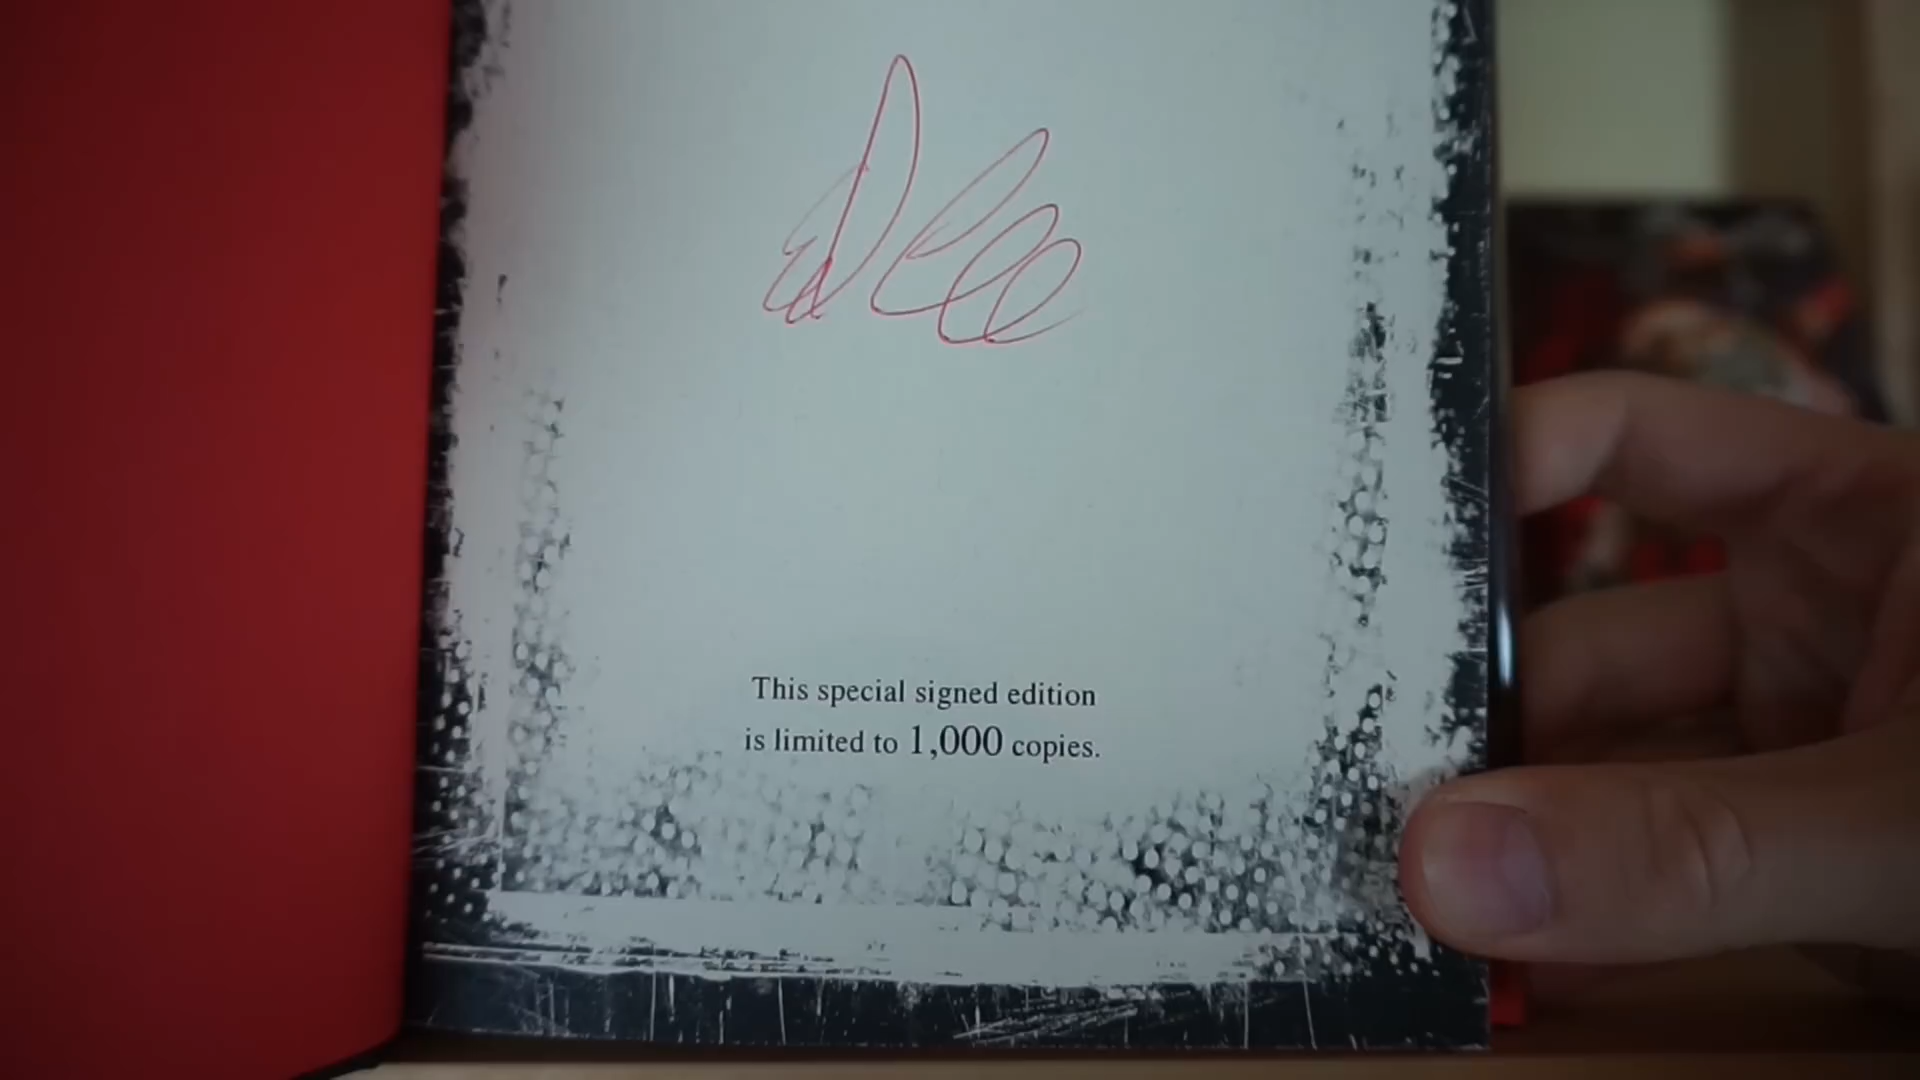 This special signed edition
is limited to 1,000 copies.